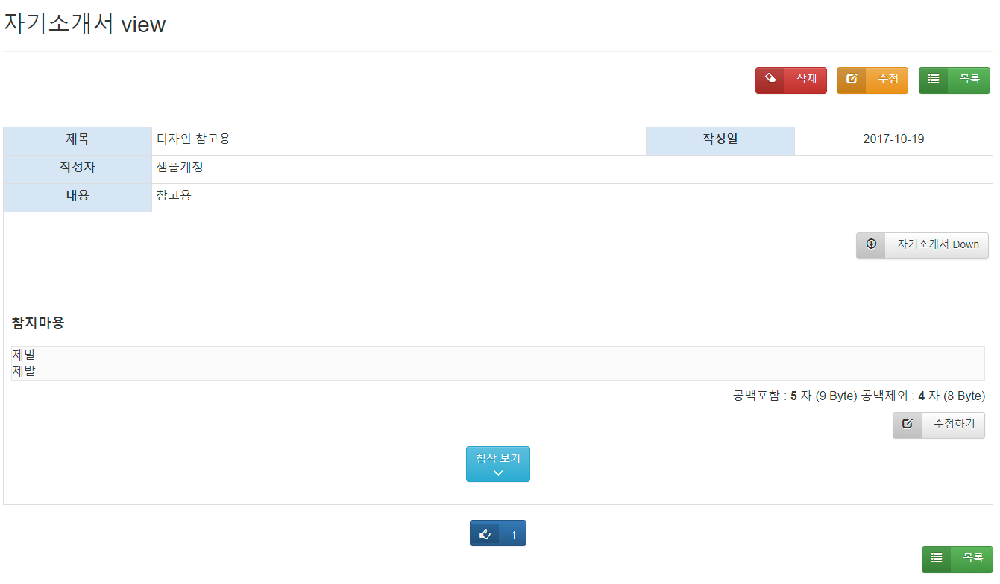 자기소개서 view
삭제 수정 목록
제목 디자인 참고용 작성일 2017-10-19
작성자 샘플계정
내용 참고용
자기소개서 Down
참지마용
제발
제발
공백포함 : 5 자 (9 Byte) 공백제외 : 4 자 (8 Byte)
수정하기
첨삭 보기
1
목록